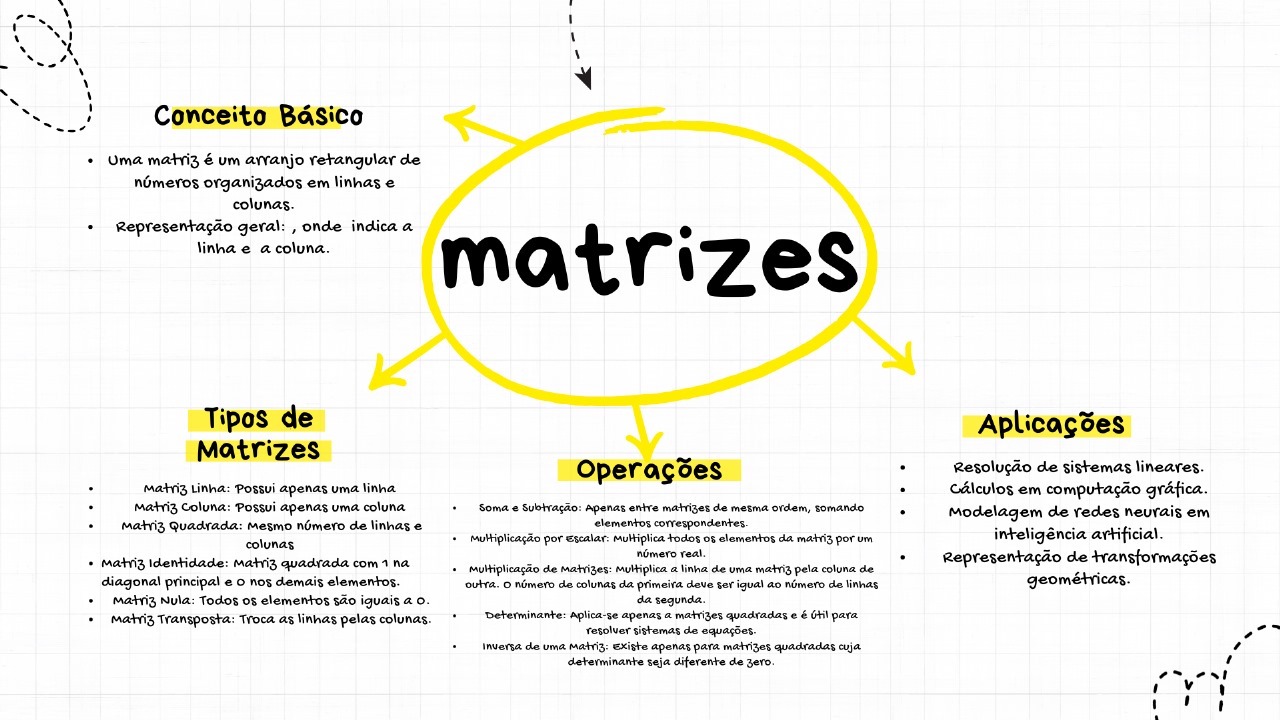 Conceito Básico
• Uma matriz é um arranjo retangular de
números organizados em linhas e
colunas.
• Representação geral: , onde indica a
linha e a coluna.
matrizes
Tipos de
Matrizes
• Matriz Linha: Possui apenas uma linha
• Matriz Coluna: Possui apenas uma coluna
• Matriz Quadrada: Mesmo número de linhas e
colunas
• Matriz Identidade: Matriz quadrada com 1 na
diagonal principal e 0 nos demais elementos.
• Matriz Nula: Todos os elementos são iguais a 0.
• Matriz Transposta: Troca as linhas pelas colunas.
Operações
• Soma e Subtração: Apenas entre matrizes de mesma ordem, somando
elementos correspondentes.
• Multiplicação por Escalar: Multiplica todos os elementos da matriz por um
número real.
• Multiplicação de Matrizes: Multiplica a linha de uma matriz pela coluna de
outra. O número de colunas da primeira deve ser igual ao número de linhas
da segunda.
• Determinante: Aplica-se apenas a matrizes quadradas e é útil para
resolver sistemas de equações.
• Inversa de uma Matriz: Existe apenas para matrizes quadradas cuja
determinante seja diferente de zero.
Aplicações
• Resolução de sistemas lineares.
• Cálculos em computação gráfica.
• Modelagem de redes neurais em
inteligência artificial.
• Representação de transformações
geométricas.